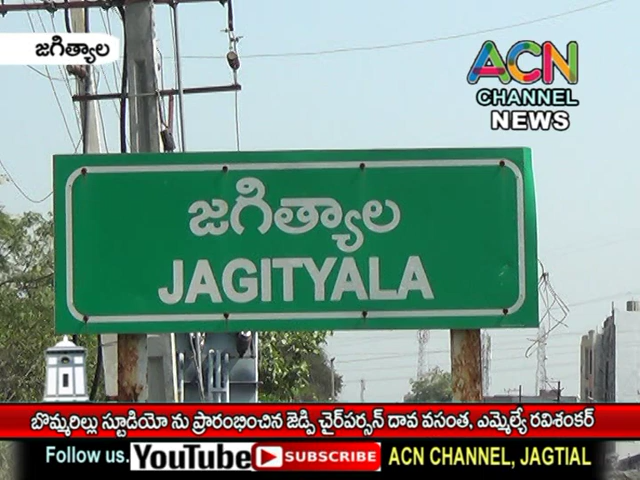 జగిత్యాల
ACN
CHANNEL
NEWS
జగిత్యాల
JAGITYALA
బొమ్మరిల్లు స్టూడియో ను ప్రారంభించిన జెడ్పి చైర్‌పర్సన్ దావ వసంత, ఎమ్మెల్యే రవిశంకర్
Follow us. YouTube SUBSCRIBE ACN CHANNEL, JAGTIAL